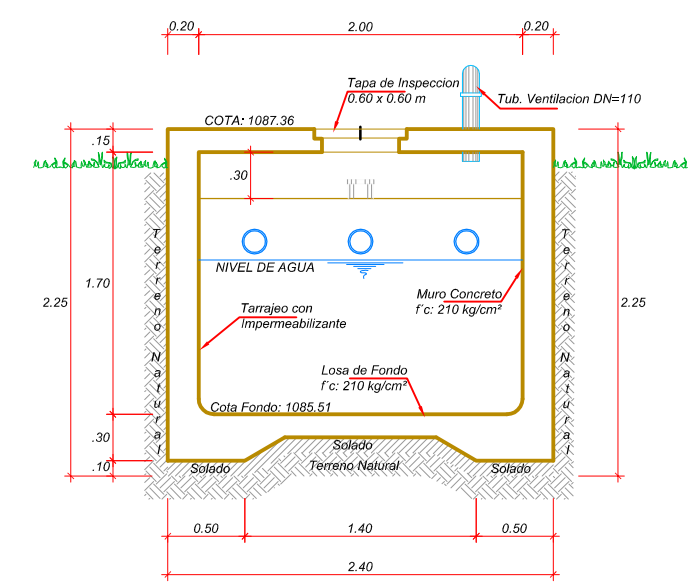 0.20
2.00
0.20
Tapa de Inspeccion
0.60 x 0.60 m
Tub. Ventilacion DN=110
COTA: 1087.36
.15
.30
Terreno Natural
Terreno Natural
NIVEL DE AGUA
1.70
2.25
2.25
Muro Concreto
f´c: 210 kg/cm²
Tarrajeo con
Impermeabilizante
Losa de Fondo
f´c: 210 kg/cm²
Cota Fondo: 1085.51
.30
.10
Solado
Solado
Terreno Natural
Solado
0.50
1.40
0.50
2.40